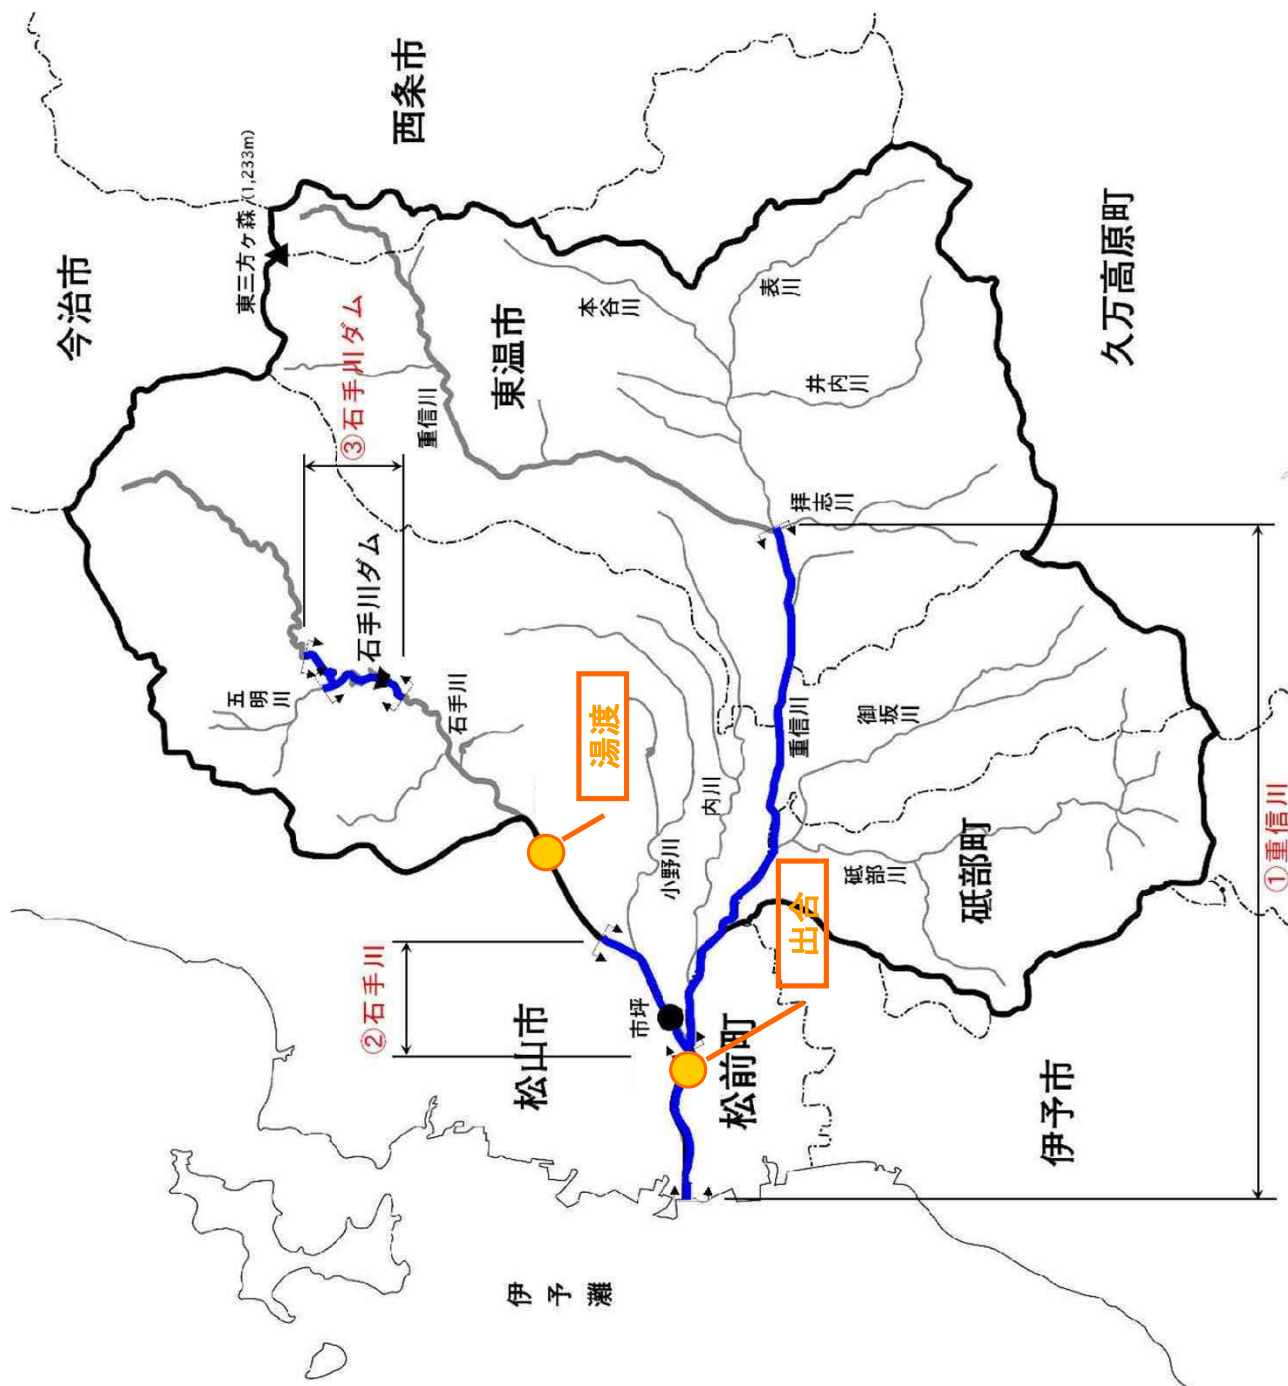 今治市
西条市
東三方ケ森 (1,233m)
③石手川ダム
東温市
重信川
本谷川
表川
井内川
拝志川
久万高原町
石手川ダム
五明川
石手川
湯渡
内川
小野川
重信川
御坂川
砥部川
砥部町
出合
①重信川
②石手川
市坪
松山市
松前町
伊予市
伊予灘